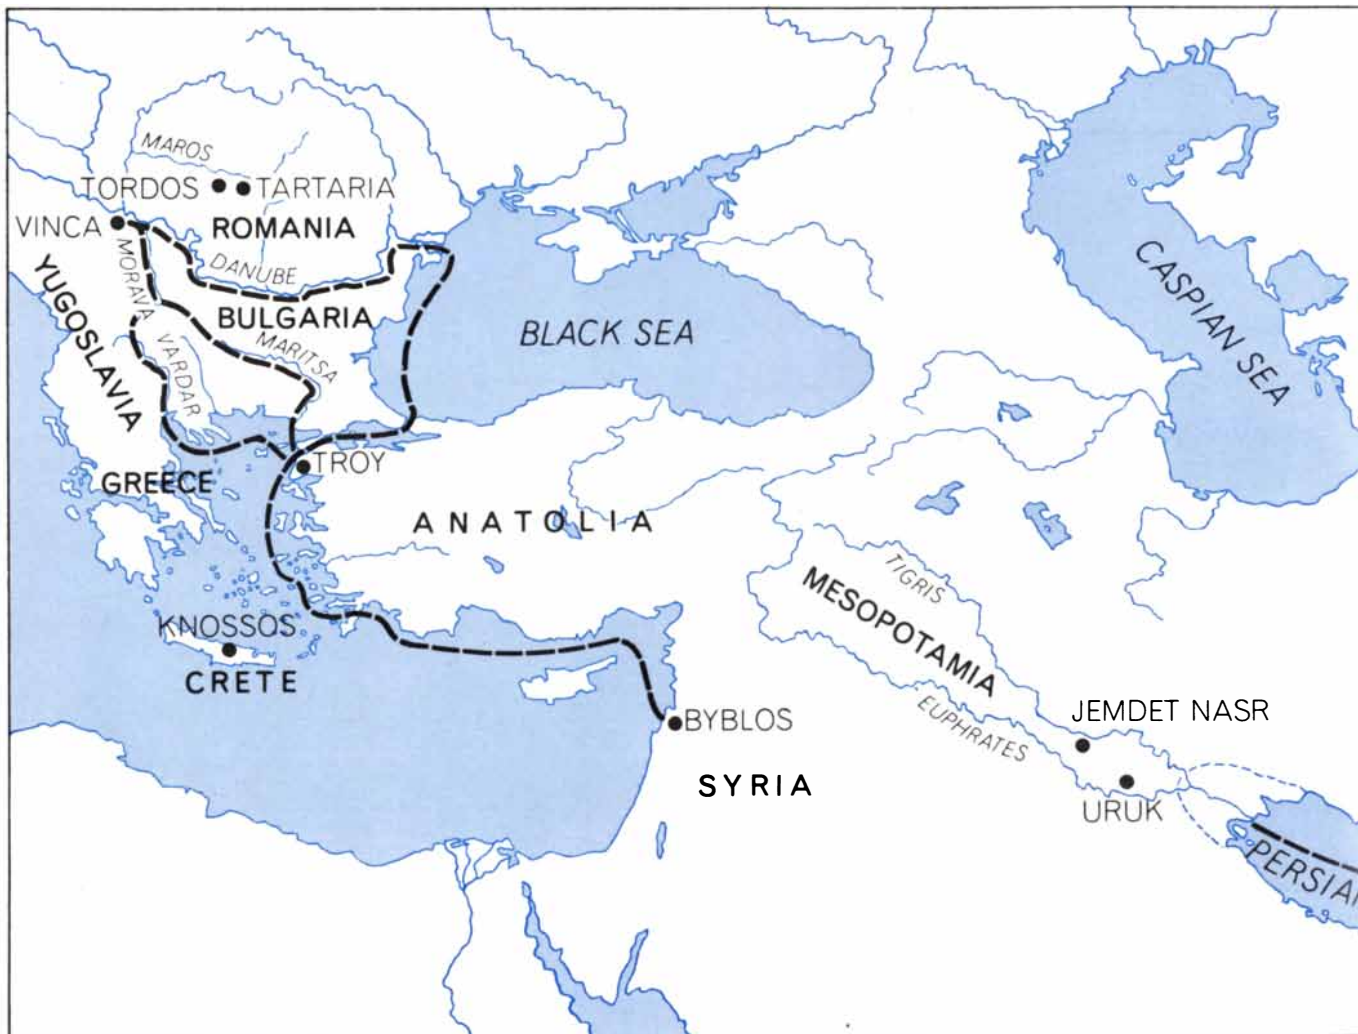 MAROS
TORDOS
TARTARIA
VINCA
ROMANIA
YUGOSLAVIA
MORAVA
DANUBE
BULGARIA
MARITSA
VARDAR
BLACK SEA
CASPIAN SEA
TROY
GREECE
ANATOLIA
TIGRIS
MESOPOTAMIA
KNOSSOS
CRETE
EUPHRATES
BYBLOS
JEMDET NASR
SYRIA
URUK
PERSIAN